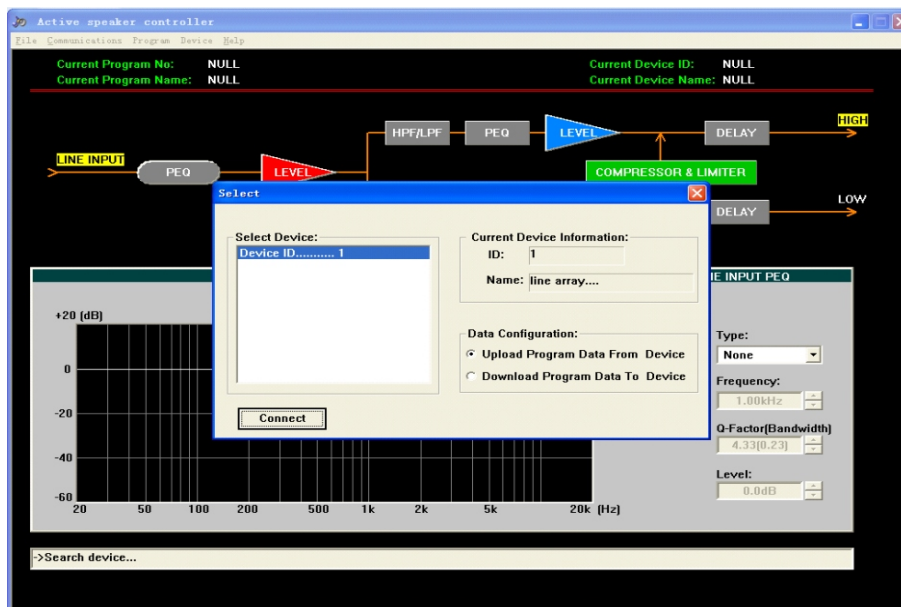 Active speaker controller
File Communications Program Device Help
Current Program No: NULL
Current Program Name: NULL
Current Device ID: NULL
Current Device Name: NULL
HPF/LPF
PEQ
LEVEL
DELAY
HIGH
LINE INPUT
PEQ
LEVEL
COMPRESSOR & LIMITER
DELAY
LOW
Select
Select Device:
Device ID.......... 1
Current Device Information:
ID: 1
Name: line array....
Data Configuration:
Upload Program Data From Device
Download Program Data To Device
Connect
INPUT PEQ
+20 (dB)
0
-20
-40
-60
20 50 100 200 500 1k 2k 5k 20k (Hz)
Type:
None
Frequency:
1.00kHz
Q-Factor(Bandwidth)
4.33(0.23)
Level:
0.0dB
->Search device...